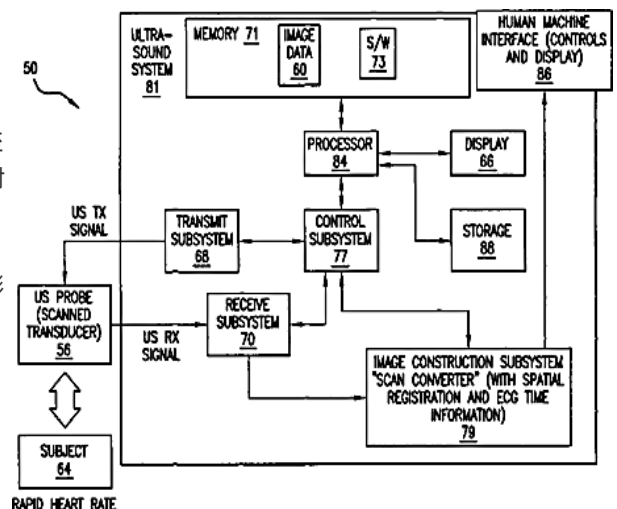 50
ULTRA-
SOUND
SYSTEM
81
MEMORY 71
IMAGE
DATA
60
S/W
73
HUMAN MACHINE
INTERFACE (CONTROLS
AND DISPLAY)
86
PROCESSOR
84
DISPLAY
66
US TX
SIGNAL
TRANSMIT
SUBSYSTEM
68
CONTROL
SUBSYSTEM
77
STORAGE
88
US PROBE
(SCANNED
TRANSDUCER)
56
US RX
SIGNAL
RECEIVE
SUBSYSTEM
70
IMAGE CONSTRUCTION SUBSYSTEM
"SCAN CONVERTER" (WITH SPATIAL
REGISTRATION AND ECG TIME
INFORMATION)
79
SUBJECT
64
RAPID HEART RATE